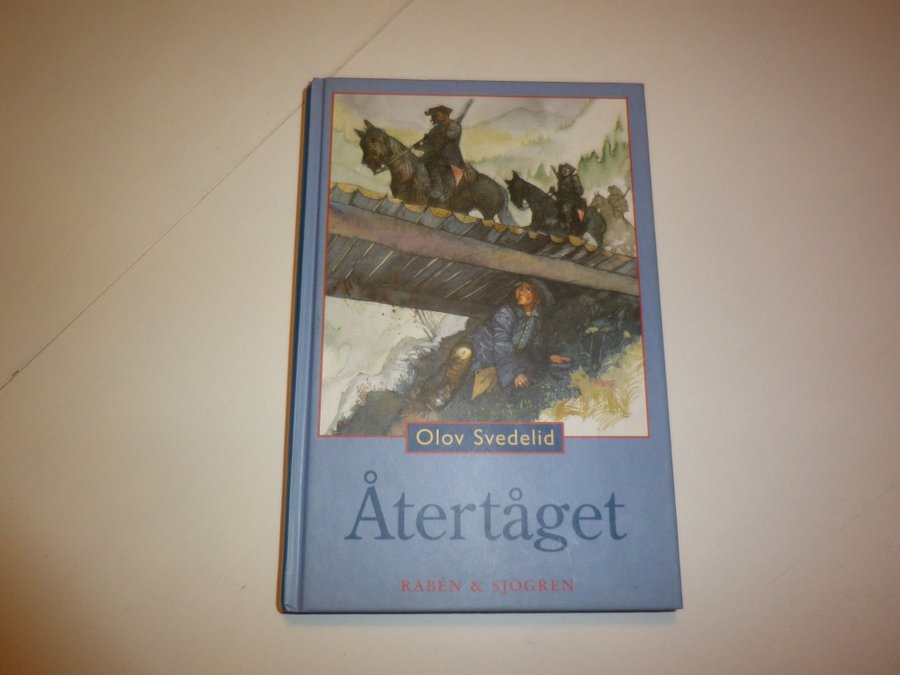 Olov Svedelid
Återtåget
RABÉN & SJÖGREN